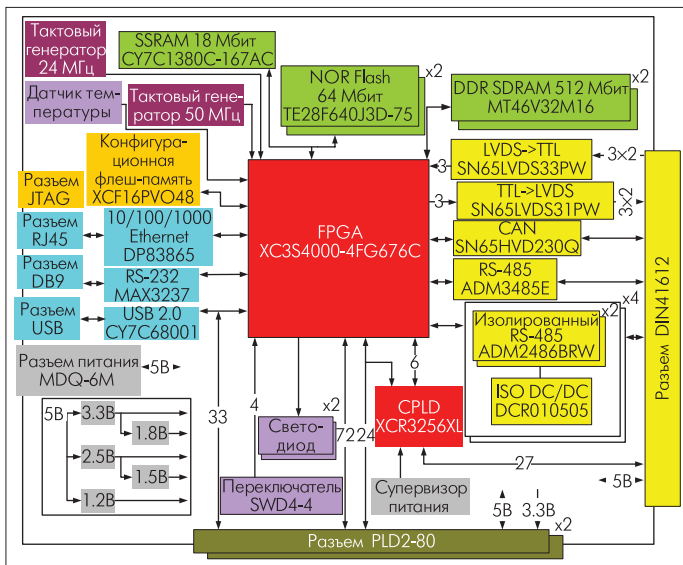 Тактовый
генератор
24 МГц
SSRAM 18 Мбит
CY7C1380C-167AC
x2
NOR Flash
64 Мбит
TE28F640J3D-75
x2
DDR SDRAM 512 Мбит
MT46V32M16
Датчик тем-
пературы
Тактовый гене-
ратор 50 МГц
Конфигура-
ционная
флеш-память
XCF16PVO48
Разъем
JTAG
LVDS->TTL
SN65LVDS33PW
3
3×2
TTL->LVDS
SN65LVDS31PW
3
3×2
FPGA
XC3S4000-4FG676C
Разъем
RJ45
10/100/1000
Ethernet
DP83865
CAN
SN65HVD230Q
Разъем
DB9
RS-232
MAX3237
RS-485
ADM3485E
Разъем
USB
USB 2.0
CY7C68001
x4
x2
Изолированный
RS-485
ADM2486BRW
ISO DC/DC
DCR010505
Разъем DIN41612
Разъем питания
MDQ-6M
5В
6
CPLD
XCR3256XL
5В
3.3В
1.8В
2.5В
1.5В
1.2В
33
4
x2
Свето-
диод
72
24
27
Переключатель
SWD4-4
Супервизор
питания
5В
5В
3.3В
x2
Разъем PLD2-80